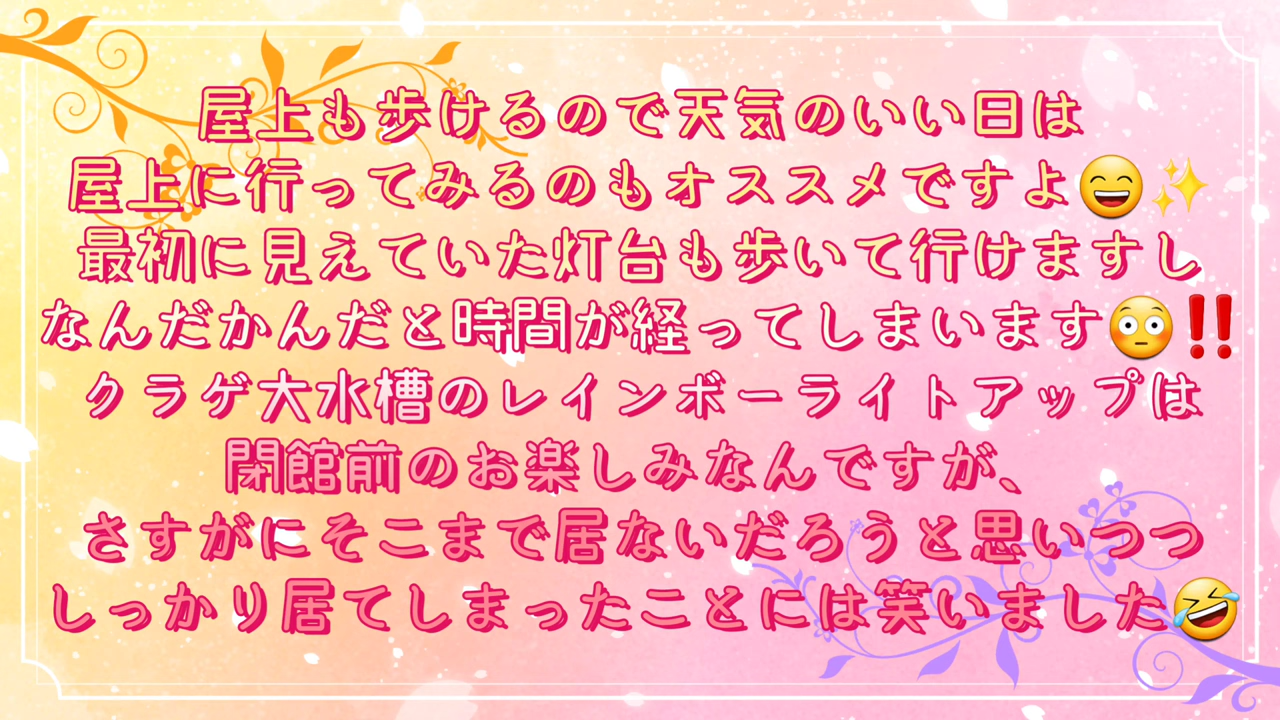 屋上も歩けるので天気のいい日は
屋上に行ってみるのもオススメですよ😄✨
最初に見えていた灯台も歩いて行けますし
なんだかんだと時間が経ってしまいます😳‼️
クラゲ大水槽のレインボーライトアップは
閉館前のお楽しみなんですが、
さすがにそこまで居ないだろうと思いつつ
しっかり居てしまったことには笑いました🤣